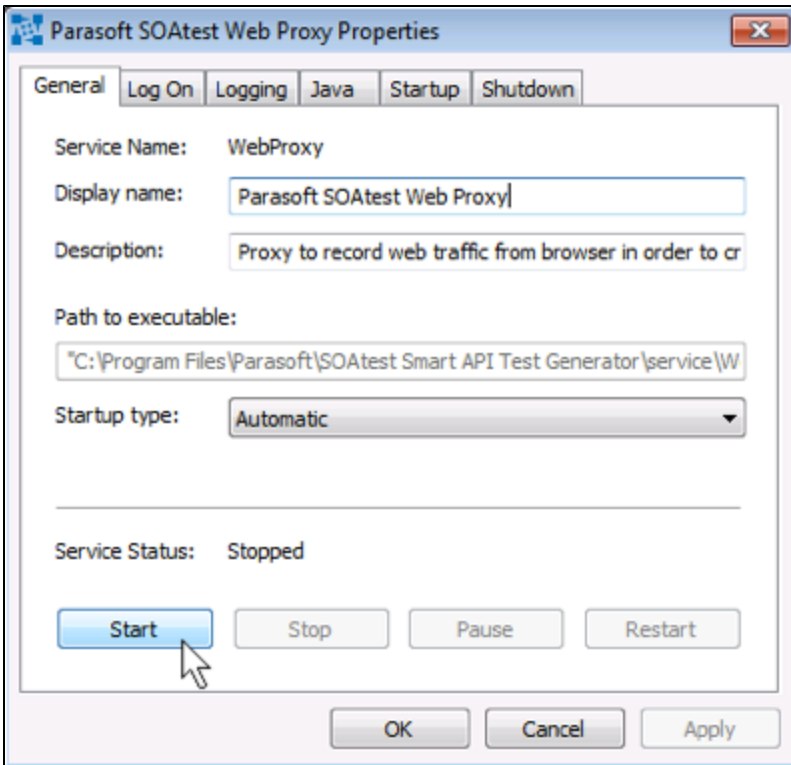 Parasoft SOAtest Web Proxy Properties
General Log On Logging Java Startup Shutdown
Service Name: WebProxy
Display name: Parasoft SOAtest Web Proxy
Description: Proxy to record web traffic from browser in order to cr
Path to executable:
"C:\Program Files\Parasoft\SOAtest Smart API Test Generator\service\W
Startup type: Automatic
Service Status: Stopped
Start Stop Pause Restart
OK Cancel Apply